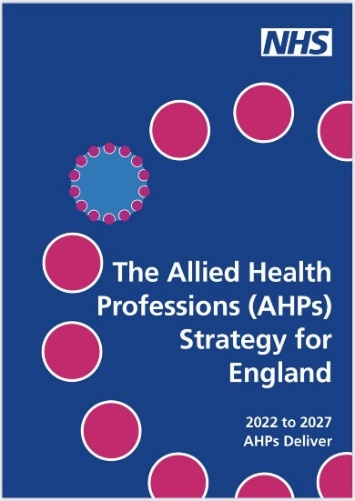 NHS
The Allied Health
Professions (AHPs)
Strategy for
England
2022 to 2027
AHPs Deliver